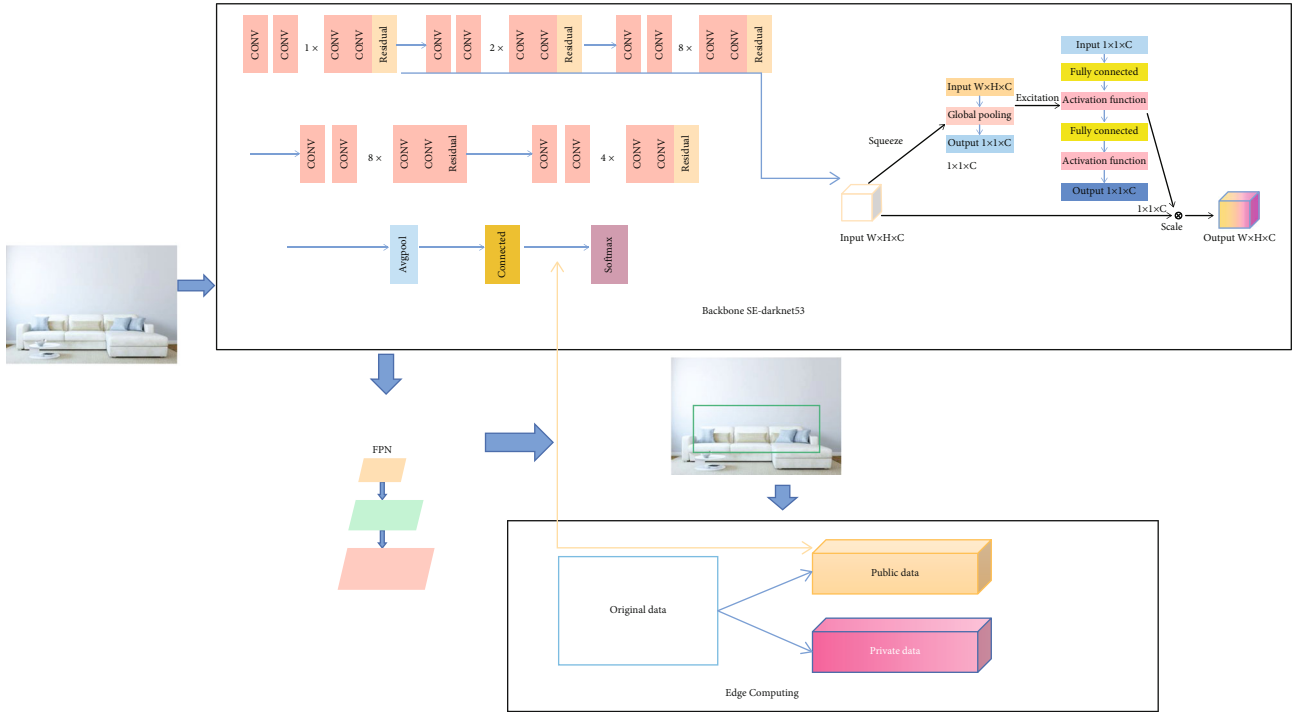 CONV
CONV
1 ×
CONV
CONV
Residual
CONV
CONV
2 ×
CONV
CONV
Residual
CONV
CONV
8 ×
CONV
CONV
Residual
CONV
CONV
8 ×
CONV
CONV
Residual
CONV
CONV
4 ×
CONV
CONV
Residual
Avgpool
Connected
Softmax
Squeeze
Input W×H×C
Global pooling
Output 1×1×C
1×1×C
Excitation
Input 1×1×C
Fully connected
Activation function
Fully connected
Activation function
Output 1×1×C
Input W×H×C
1×1×C
Scale
Output W×H×C
Backbone SE-darknet53
FPN
Original data
Public data
Private data
Edge Computing